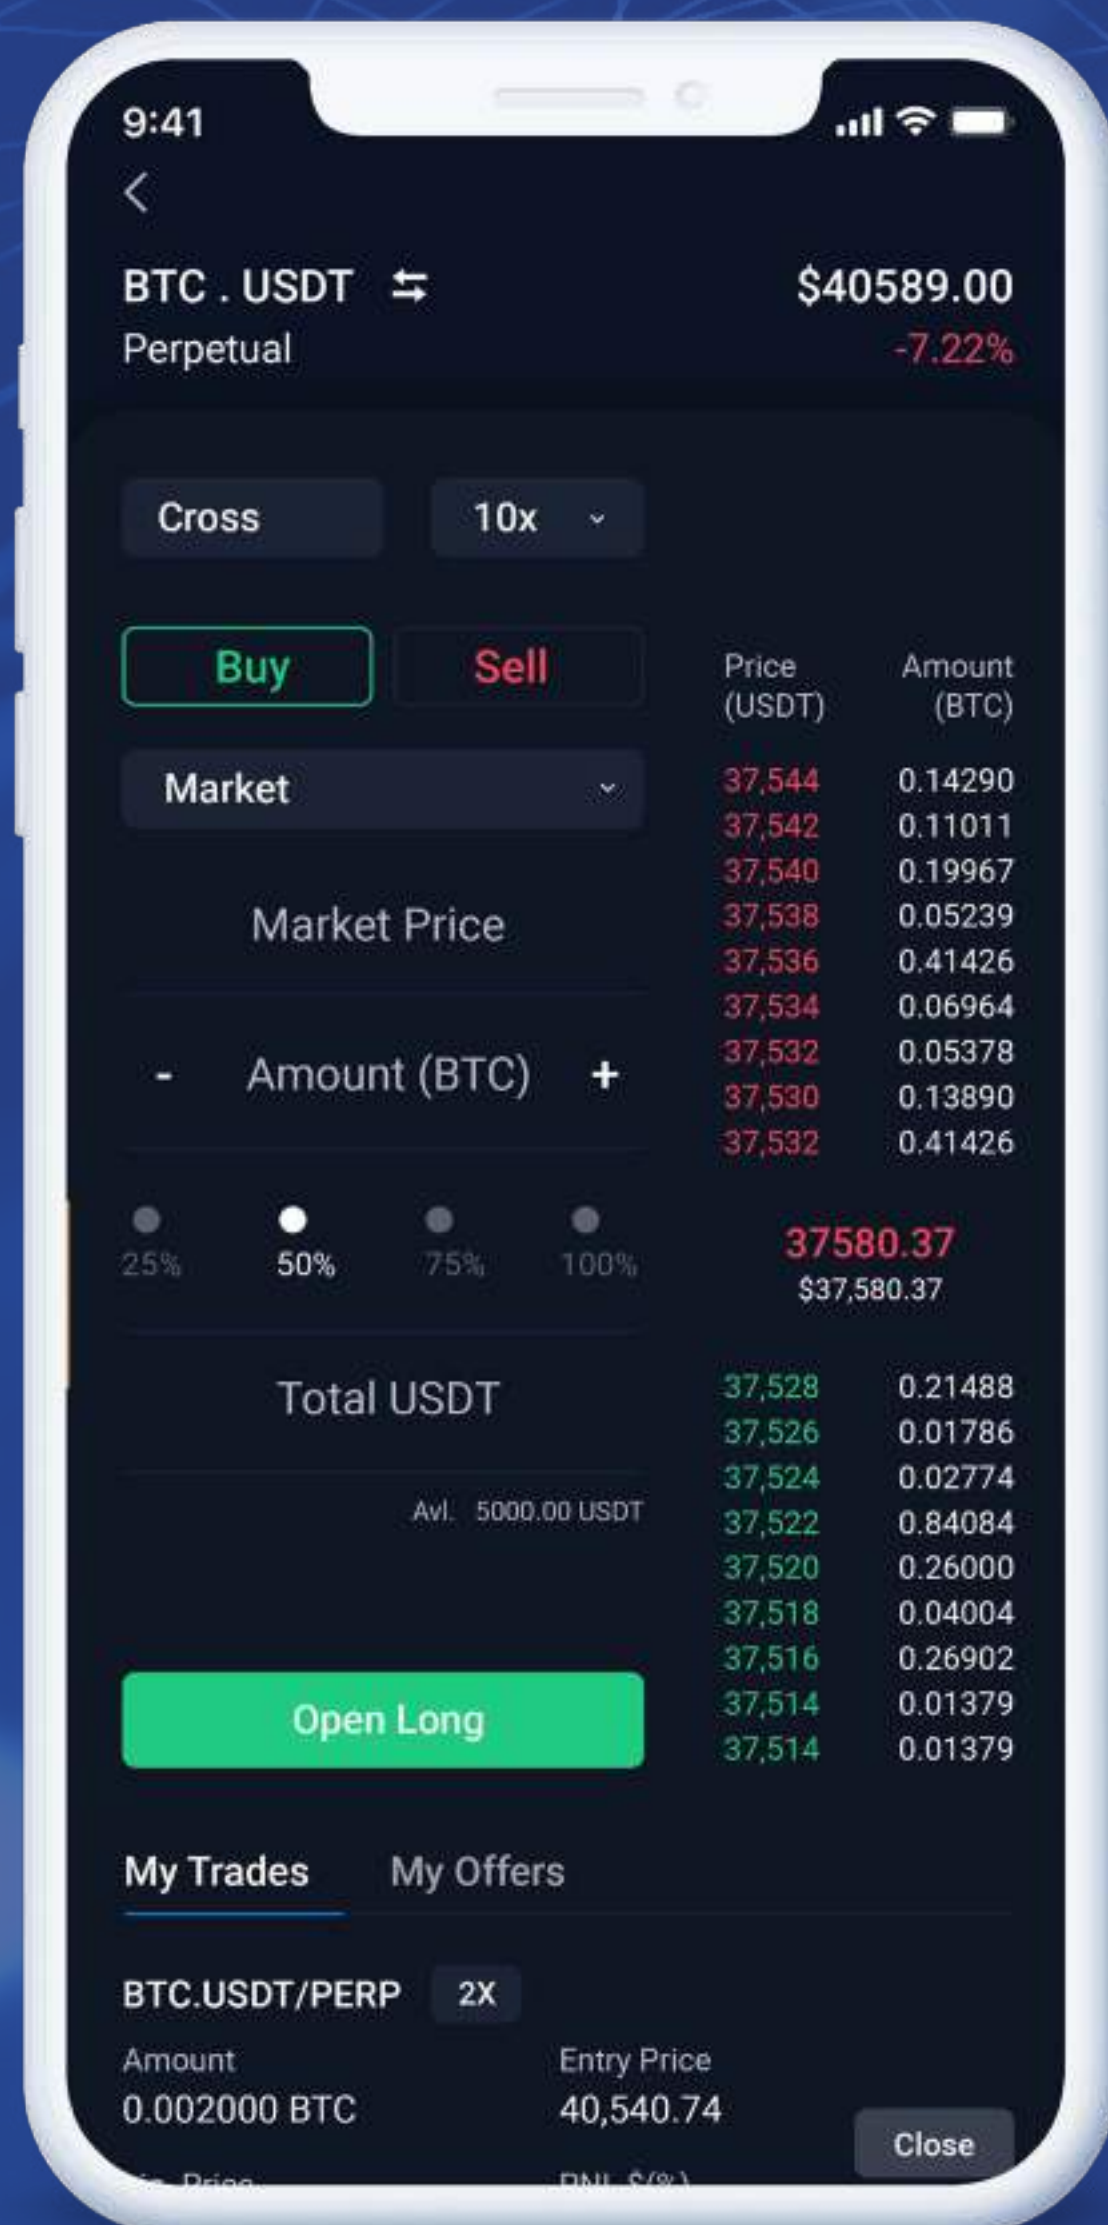 9:41
BTC . USDT
$40589.00
Perpetual
-7.22%
Cross
10x
Buy
Sell
Market
Market Price
- Amount (BTC) +
25% 50% 75% 100%
Total USDT
Avl. 5000.00 USDT
Open Long
Price Amount
(USDT) (BTC)
37,544 0.14290
37,542 0.11011
37,540 0.19967
37,538 0.05239
37,536 0.41426
37,534 0.06964
37,532 0.05378
37,530 0.13890
37,532 0.41426
37580.37
$37,580.37
37,528 0.21488
37,526 0.01786
37,524 0.02774
37,522 0.84084
37,520 0.26000
37,518 0.04004
37,516 0.26902
37,514 0.01379
37,514 0.01379
My Trades My Offers
BTC.USDT/PERP 2X
Amount Entry Price
0.002000 BTC 40,540.74
Close
Price PNL $(%)